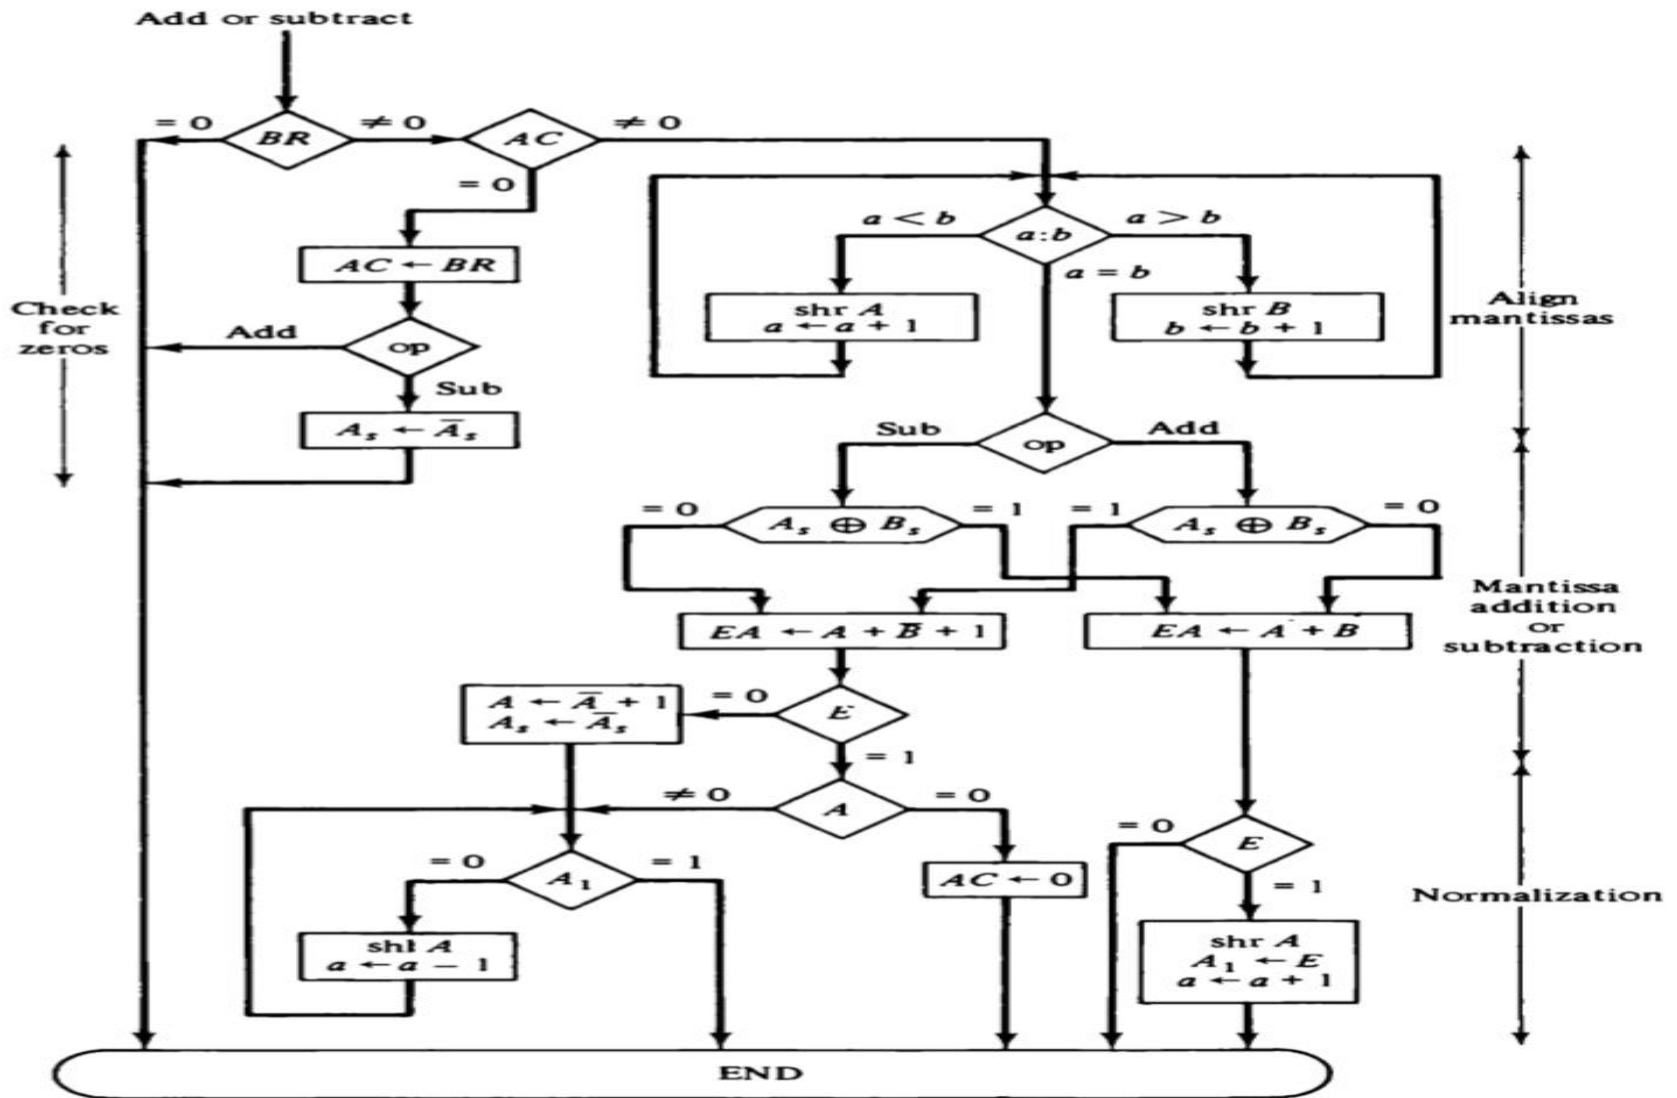 Add or subtract
= 0
BR
≠ 0
AC
≠ 0
= 0
AC ← BR
Add
op
Sub
A_s ← A̅_s
Check
for
zeros
a < b
a:b
a > b
a = b
shr A
a ← a + 1
shr B
b ← b + 1
Align
mantissas
Sub
op
Add
= 0
A_s ⊕ B_s
= 1
= 1
A_s ⊕ B_s
= 0
EA ← A + B̅ + 1
EA ← A + B
Mantissa
addition
or
subtraction
A ← A̅ + 1
A_s ← A̅_s
= 0
E
= 1
≠ 0
A
= 0
= 0
A_1
= 1
AC ← 0
= 0
E
= 1
shl A
a ← a - 1
shr A
A_1 ← E
a ← a + 1
Normalization
END